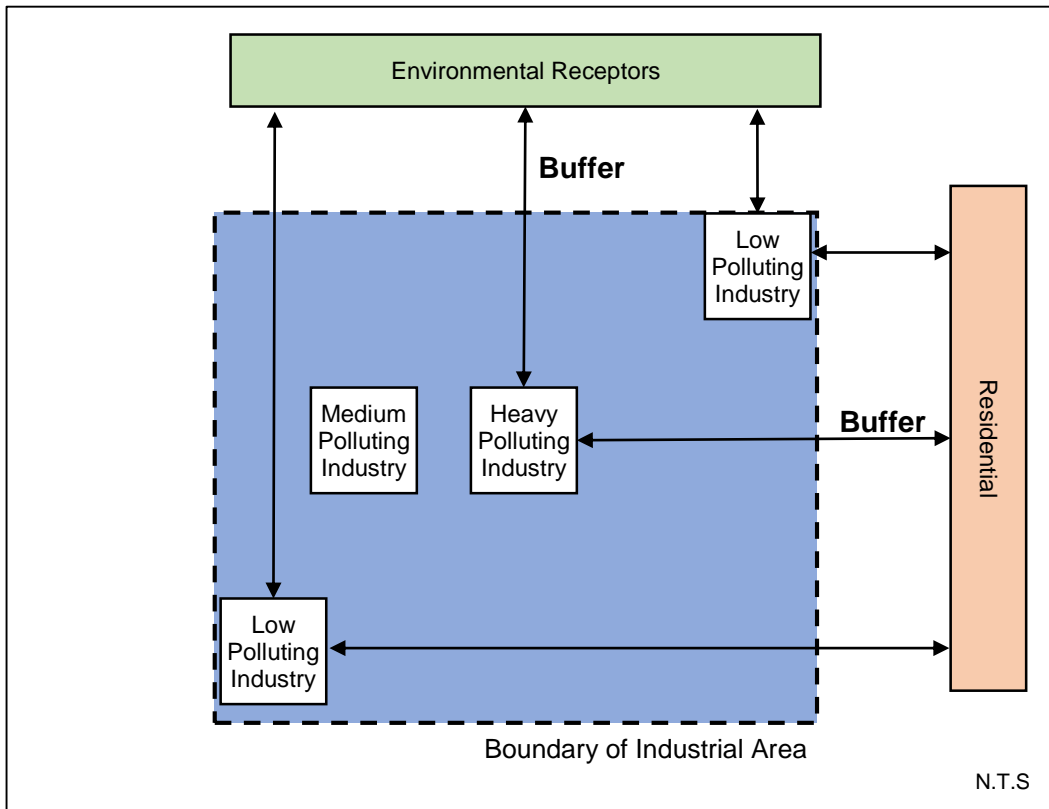 Environmental Receptors
Buffer
Low
Polluting
Industry
Residential
Medium
Polluting
Industry
Heavy
Polluting
Industry
Buffer
Low
Polluting
Industry
Boundary of Industrial Area
N.T.S